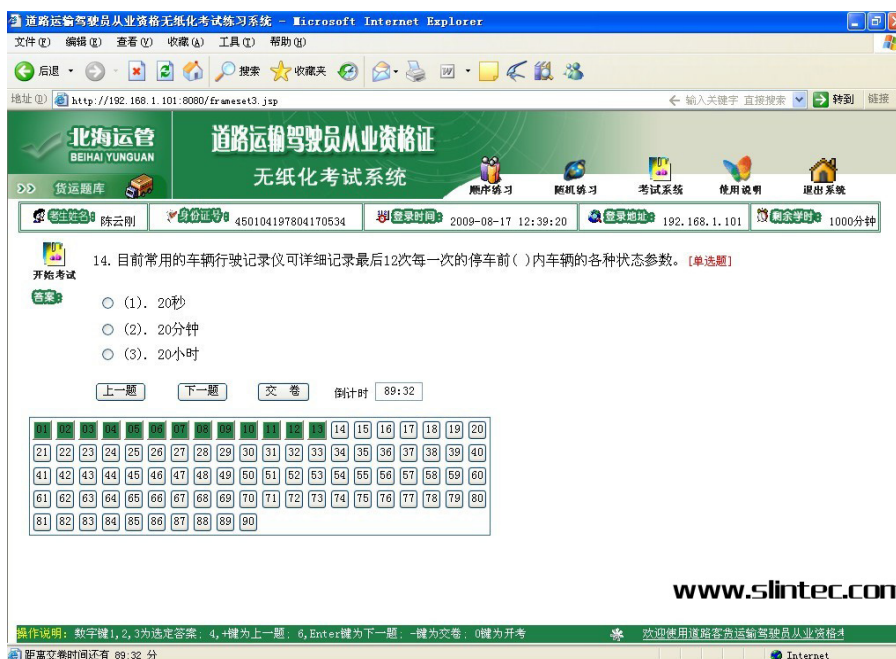 道路运输驾驶员从业资格无纸化考试练习系统 - Microsoft Internet Explorer
文件(F) 编辑(E) 查看(V) 收藏(A) 工具(T) 帮助(H)
后退 搜索 收藏夹
地址(D) http://192.168.1.101:8080/frameset3.jsp 输入关键字 直接搜索 转到 链接
北海运管
BEIHAI YUNGUAN
道路运输驾驶员从业资格证
无纸化考试系统
货运题库
顺序练习 随机练习 考试系统 使用说明 退出系统
考生姓名 陈云刚 身份证号 450104197804170534 登录时间 2009-08-17 12:39:20 登录地址 192.168.1.101 剩余学时 1000分钟
开始考试
14. 目前常用的车辆行驶记录仪可详细记录最后12次每一次的停车前( )内车辆的各种状态参数。[单选题]
答案
(1). 20秒
(2). 20分钟
(3). 20小时
上一题 下一题 交 卷 倒计时 89:32
01 02 03 04 05 06 07 08 09 10 11 12 13 14 15 16 17 18 19 20
21 22 23 24 25 26 27 28 29 30 31 32 33 34 35 36 37 38 39 40
41 42 43 44 45 46 47 48 49 50 51 52 53 54 55 56 57 58 59 60
61 62 63 64 65 66 67 68 69 70 71 72 73 74 75 76 77 78 79 80
81 82 83 84 85 86 87 88 89 90
www.slintec.com
操作说明: 数字键1,2,3为选定答案; 4,+键为上一题; 6,Enter键为下一题; -键为交卷; 0键为开考 欢迎使用道路客货运输驾驶员从业资格
距离交卷时间还有 89:32 分 Internet